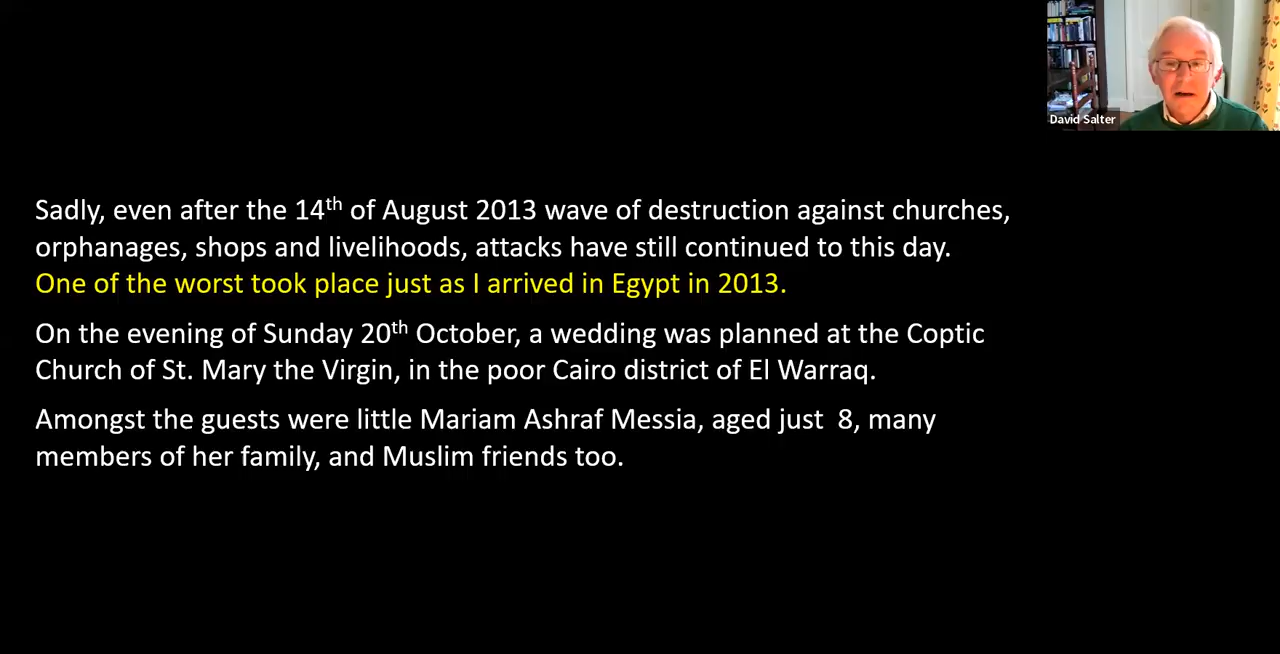 David Salter
Sadly, even after the 14th of August 2013 wave of destruction against churches,
orphanages, shops and livelihoods, attacks have still continued to this day.
One of the worst took place just as I arrived in Egypt in 2013.
On the evening of Sunday 20th October, a wedding was planned at the Coptic
Church of St. Mary the Virgin, in the poor Cairo district of El Warraq.
Amongst the guests were little Mariam Ashraf Messia, aged just  8, many
members of her family, and Muslim friends too.